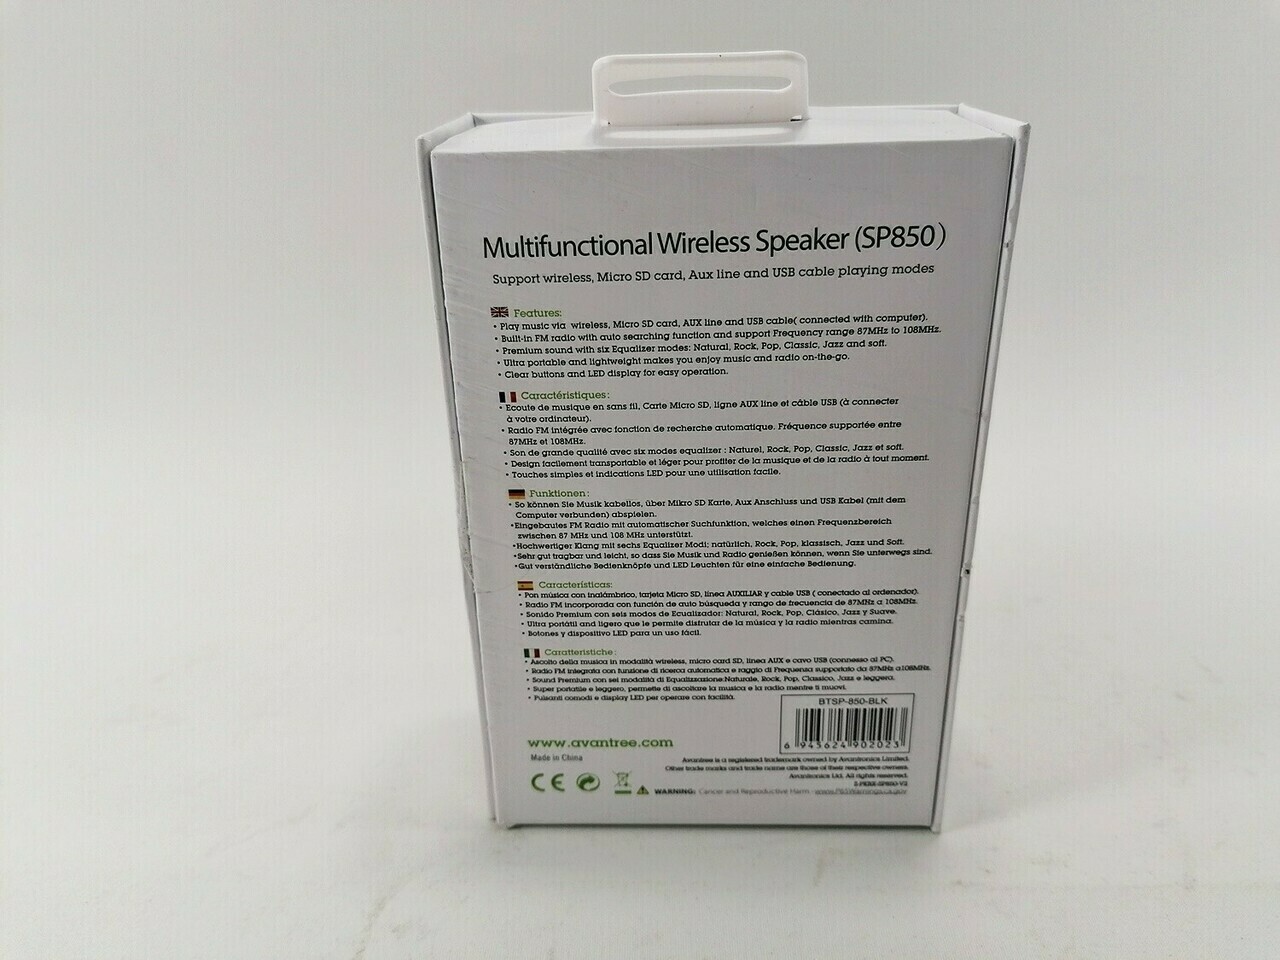 Multifunctional Wireless Speaker (SP850)
Support wireless, Micro SD card, Aux line and USB cable playing modes
Features:
• Play music via wireless, Micro SD card, AUX line and USB cable( connected with computer).
• Built-in FM radio with auto searching function and support Frequency range 87MHz to 108MHz.
• Premium sound with six Equalizer modes: Natural, Rock, Pop, Classic, Jazz and soft.
• Ultra portable and lightweight makes you enjoy music and radio on-the-go.
• Clear buttons and LED display for easy operation.
Caractéristiques:
• Ecoute de musique en sans fil, Carte Micro SD, ligne AUX line et câble USB (à connecter
à votre ordinateur).
• Radio FM intégrée avec fonction de recherche automatique. Fréquence supportée entre
87MHz et 108MHz.
• Son de grande qualité avec six modes equalizer : Naturel, Rock, Pop, Classic, Jazz et soft.
• Design facilement transportable et léger pour profiter de la musique et de la radio à tout moment.
• Touches simples et indications LED pour une utilisation facile.
Funktionen:
• So können Sie Musik kabellos, über Mikro SD Karte, Aux Anschluss und USB Kabel (mit dem
Computer verbunden) abspielen.
•Eingebautes FM Radio mit automatischer Suchfunktion, welches einen Frequenzbereich
zwischen 87 MHz und 108 MHz unterstützt.
•Hochwertiger Klang mit sechs Equalizer Modi: natürlich, Rock, Pop, klassisch, Jazz und Soft.
•Sehr gut tragbar und leicht, so dass Sie Musik und Radio genießen können, wenn Sie unterwegs sind.
•Gut verständliche Bedienknöpfe und LED Leuchten für eine einfache Bedienung.
Características:
• Pon música con inalámbrico, tarjeta Micro SD, línea AUXILIAR y cable USB ( conectado al ordenador).
• Radio FM incorporada con función de auto búsqueda y rango de frecuencia de 87MHz a 108MHz.
• Sonido Premium con seis modos de Ecualizador: Natural, Rock, Pop, Clásico, Jazz y Suave.
• Ultra portátil and ligero que le permite disfrutar de la música y la radio mientras camina.
• Botones y dispositivo LED para un uso fácil.
Caratteristiche:
• Ascolto della musica in modalità wireless, micro card SD, linea AUX e cavo USB (connesso al PC).
• Radio FM integrata con funzione di ricerca automatica e raggio di Frequensa supportato da 87MHz a108MHz.
• Sound Premium con sei modalità di Equalizzazione:Naturale, Rock, Pop, Classico, Jazz e leggera.
• Super portatile e leggero, permette di ascoltare la musica e la radio mentre ti muovi.
• Pulsanti comodi e display LED per operare con facilità.
BTSP-850-BLK
6 945624 902023
www.avantree.com
Made in China
Avantree is a registered trademark owned by Avantronics Limited.
Other trade marks and trade name are those of their respective owners.
Avantronics Ltd. All rights reserved.
Z-PKBX-SP850-V2
CE
WARNING: Cancer and Reproductive Harm - www.P65Warnings.ca.gov